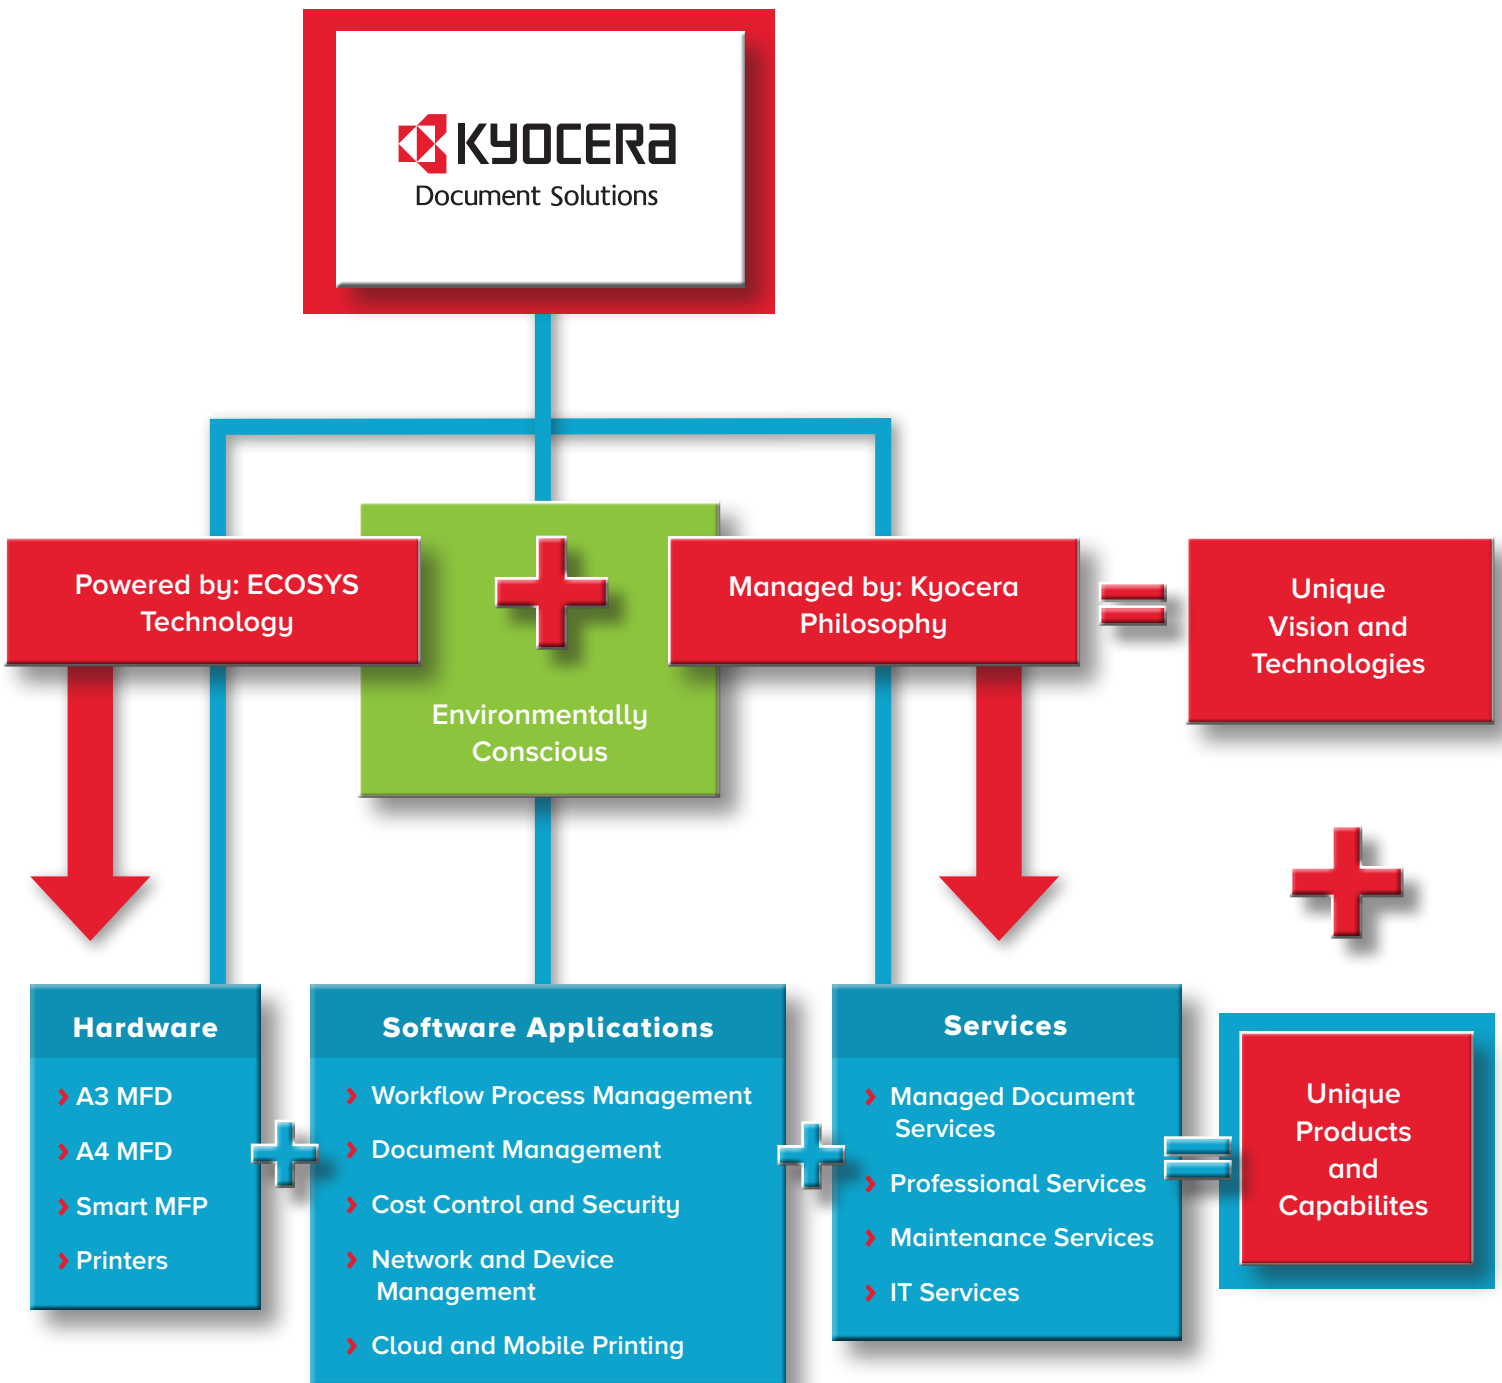 KYOCERA
Document Solutions
Powered by: ECOSYS
Technology
Environmentally
Conscious
Managed by: Kyocera
Philosophy
Unique
Vision and
Technologies
Hardware
A3 MFD
A4 MFD
Smart MFP
Printers
Software Applications
Workflow Process Management
Document Management
Cost Control and Security
Network and Device
Management
Cloud and Mobile Printing
Services
Managed Document
Services
Professional Services
Maintenance Services
IT Services
Unique
Products
and
Capabilites